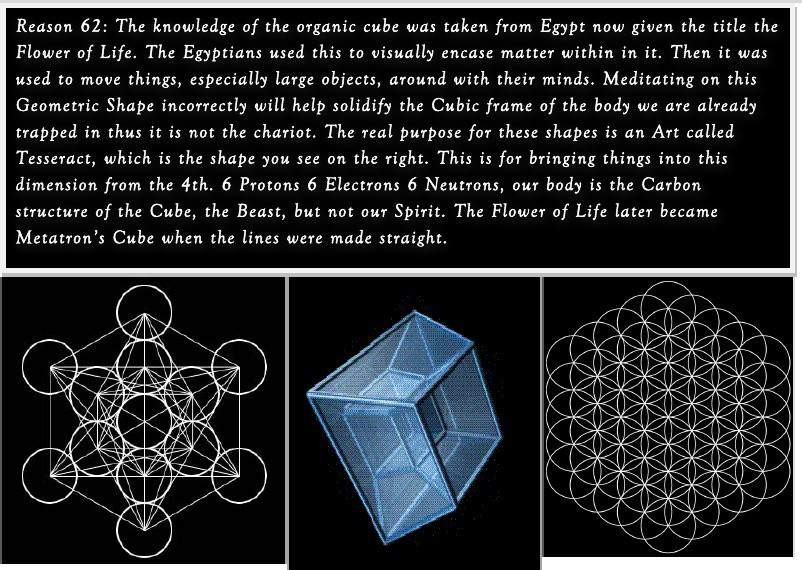 Reason 62: The knowledge of the organic cube was taken from Egypt now given the title the
Flower of Life. The Egyptians used this to visually encase matter within in it. Then it was
used to move things, especially large objects, around with their minds. Meditating on this
Geometric Shape incorrectly will help solidify the Cubic frame of the body we are already
trapped in thus it is not the chariot. The real purpose for these shapes is an Art called
Tesseract, which is the shape you see on the right. This is for bringing things into this
dimension from the 4th. 6 Protons 6 Electrons 6 Neutrons, our body is the Carbon
structure of the Cube, the Beast, but not our Spirit. The Flower of Life later became
Metatron's Cube when the lines were made straight.